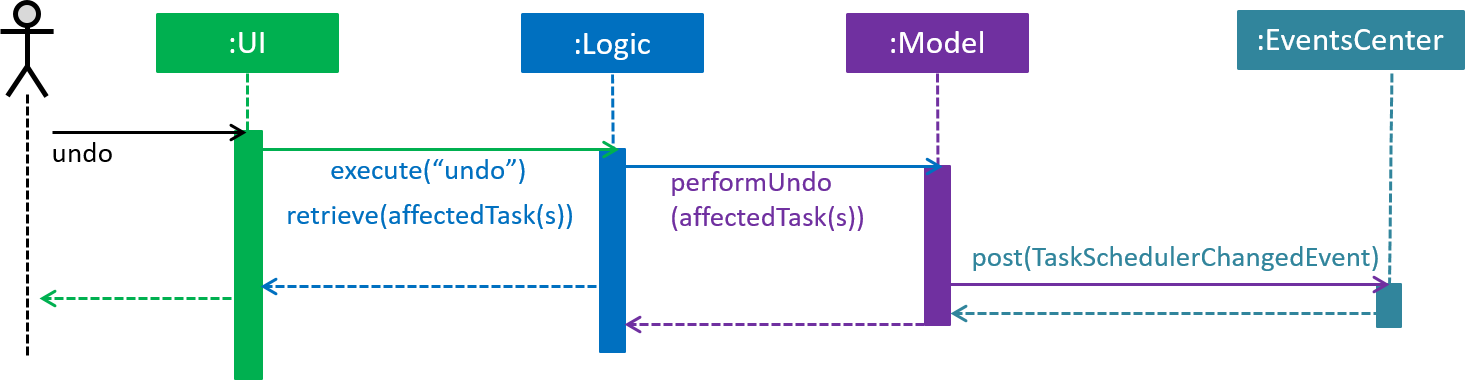 :UI
:Logic
:Model
:EventsCenter
undo
execute(“undo”)
retrieve(affectedTask(s))
performUndo
(affectedTask(s))
post(TaskSchedulerChangedEvent)